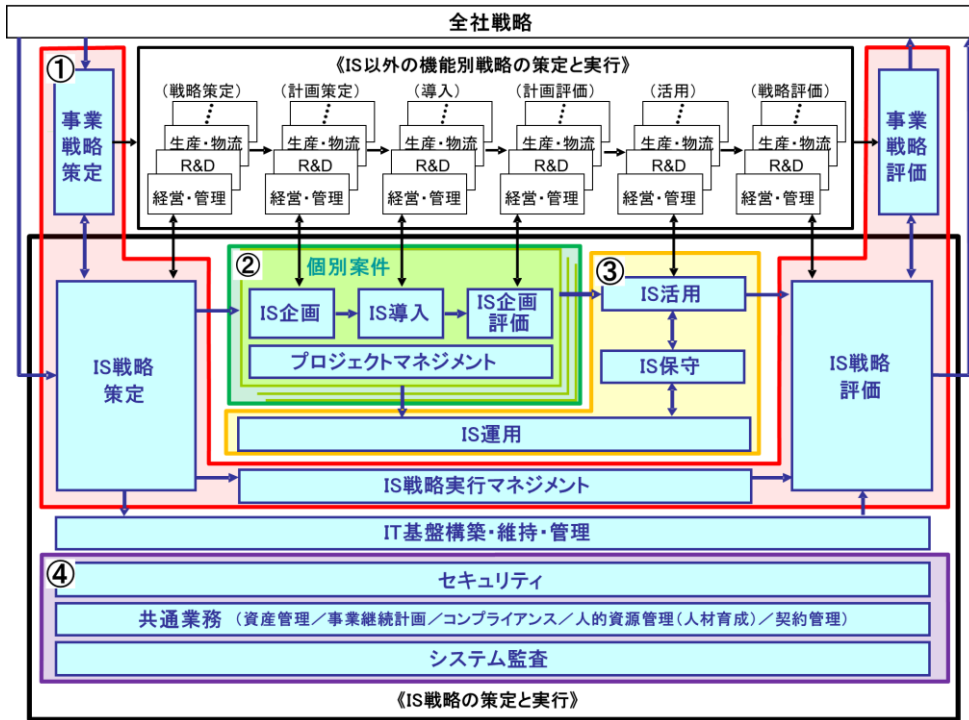 全社戦略
①
事業
戦略
策定
《IS以外の機能別戦略の策定と実行》
(戦略策定)
(計画策定)
(導入)
(計画評価)
(活用)
(戦略評価)
生産・物流
R&D
経営・管理
生産・物流
R&D
経営・管理
生産・物流
R&D
経営・管理
生産・物流
R&D
経営・管理
生産・物流
R&D
経営・管理
生産・物流
R&D
経営・管理
事業
戦略
評価
②
個別案件
IS企画
IS導入
IS企画
評価
プロジェクトマネジメント
③
IS活用
IS保守
IS運用
IS戦略
策定
IS戦略
評価
IS戦略実行マネジメント
IT基盤構築・維持・管理
④
セキュリティ
共通業務 (資産管理／事業継続計画／コンプライアンス／人的資源管理(人材育成)／契約管理)
システム監査
《IS戦略の策定と実行》